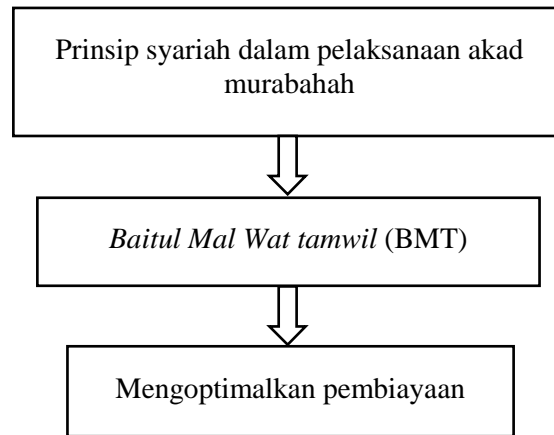 Prinsip syariah dalam pelaksanaan akad
murabahah
Baitul Mal Wat tamwil (BMT)
Mengoptimalkan pembiayaan